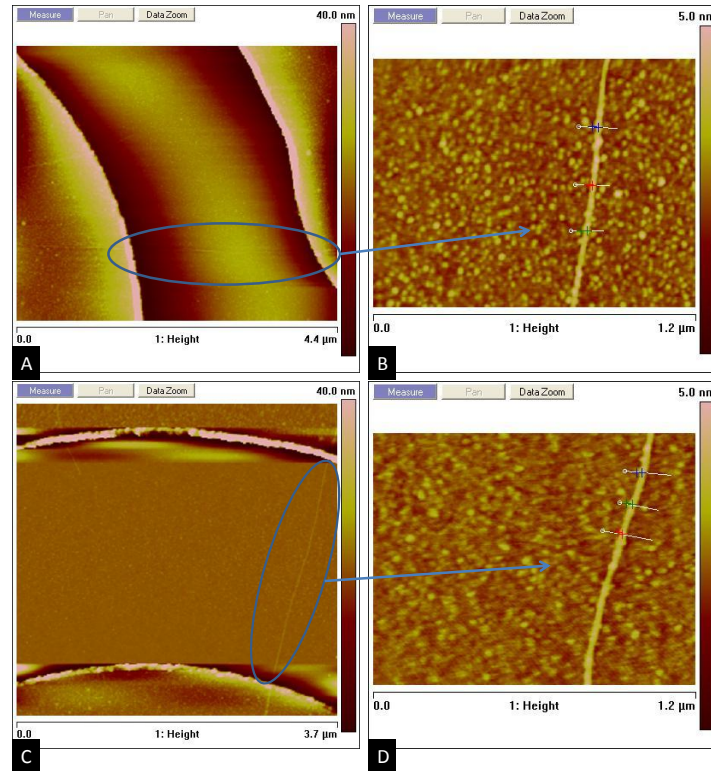 Measure Pan Data Zoom 40.0 nm
0.0 1: Height 4.4 µm
A
Measure Pan Data Zoom 5.0 nm
0.0 1: Height 1.2 µm
B
Measure Pan Data Zoom 40.0 nm
0.0 1: Height 3.7 µm
C
Measure Pan Data Zoom 5.0 nm
0.0 1: Height 1.2 µm
D